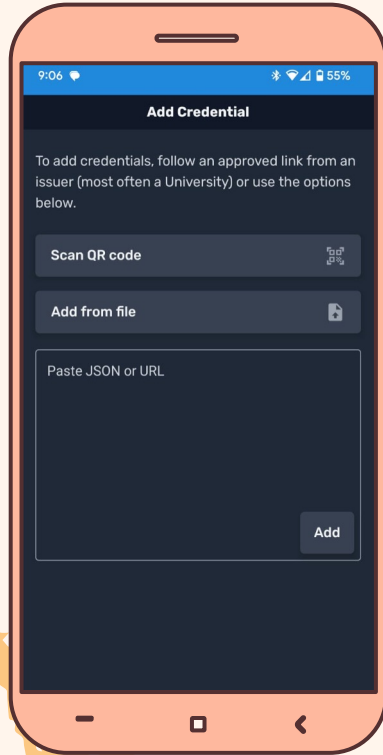 9:06 55%
Add Credential
To add credentials, follow an approved link from an
issuer (most often a University) or use the options
below.
Scan QR code
Add from file
Paste JSON or URL
Add